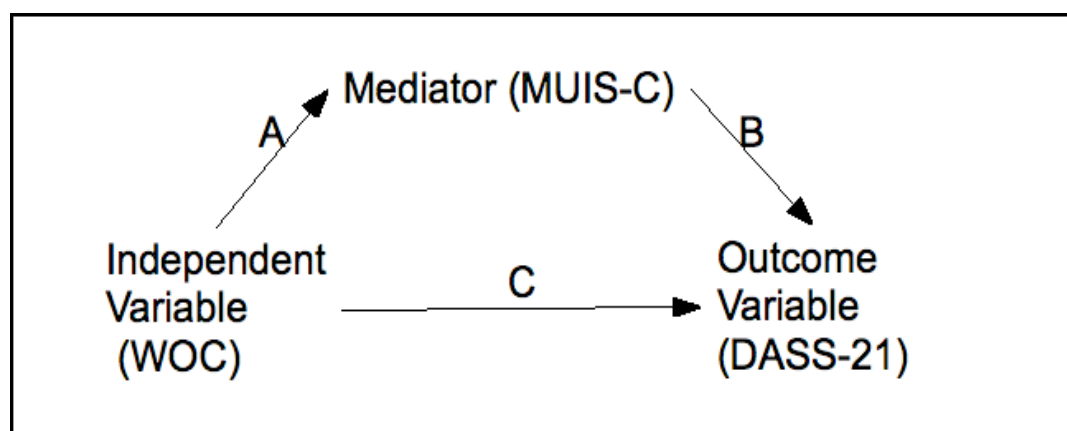 Mediator (MUIS-C)
A
B
Independent
Variable
(WOC)
C
Outcome
Variable
(DASS-21)